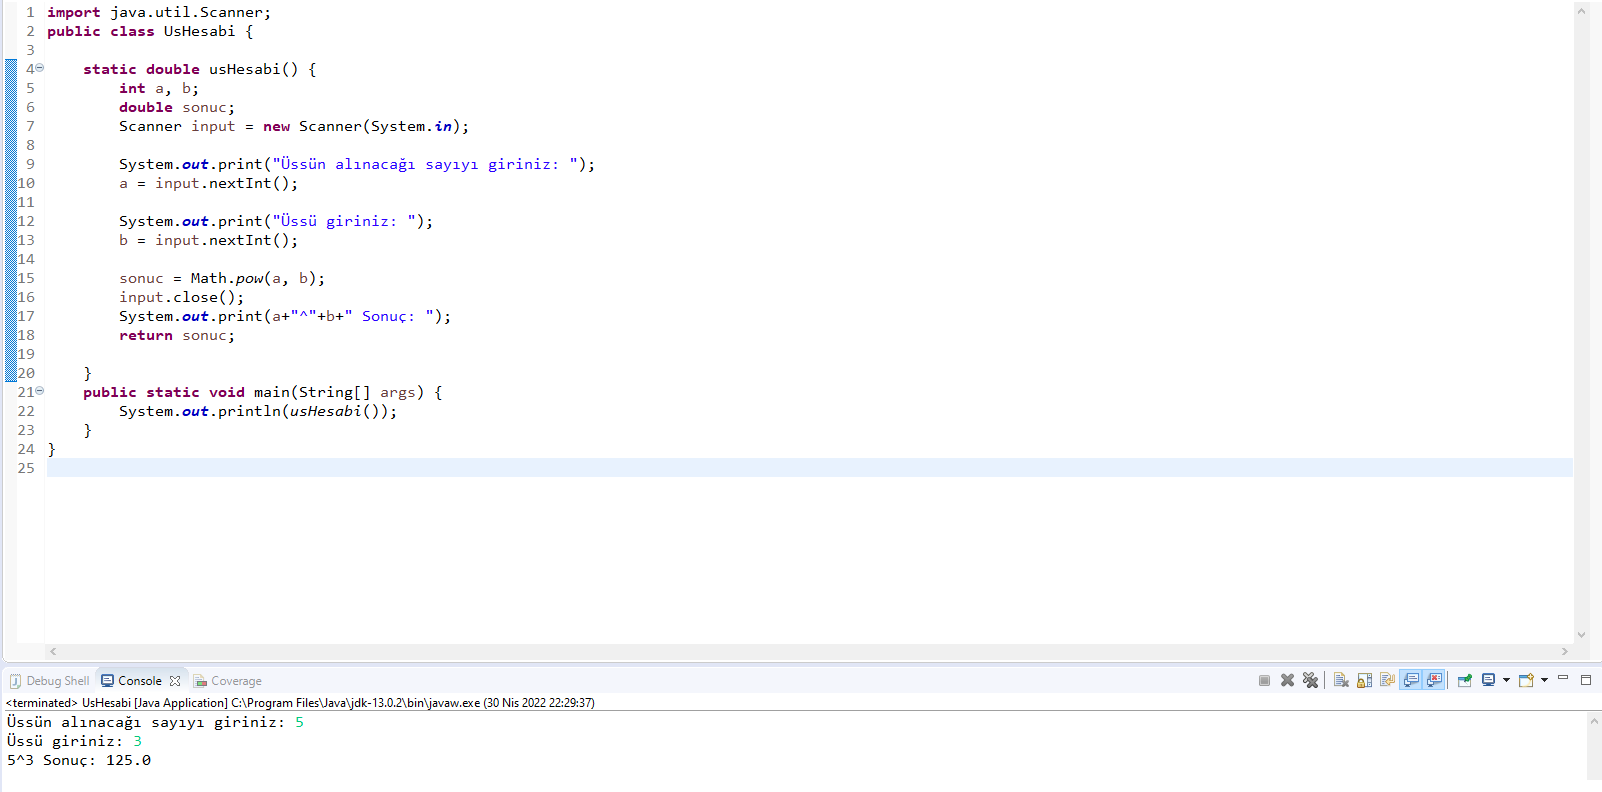 1 import java.util.Scanner;
2 public class UsHesabi {
3
4 static double usHesabi() {
5 int a, b;
6 double sonuc;
7 Scanner input = new Scanner(System.in);
8
9 System.out.print("Üssün alınacağı sayıyı giriniz: ");
10 a = input.nextInt();
11
12 System.out.print("Üssü giriniz: ");
13 b = input.nextInt();
14
15 sonuc = Math.pow(a, b);
16 input.close();
17 System.out.print(a+"^"+b+" Sonuç: ");
18 return sonuc;
19
20 }
21 public static void main(String[] args) {
22 System.out.println(usHesabi());
23 }
24 }
25
Debug Shell Console Coverage
<terminated> UsHesabi [Java Application] C:\Program Files\Java\jdk-13.0.2\bin\javaw.exe (30 Nis 2022 22:29:37)
Üssün alınacağı sayıyı giriniz: 5
Üssü giriniz: 3
5^3 Sonuç: 125.0